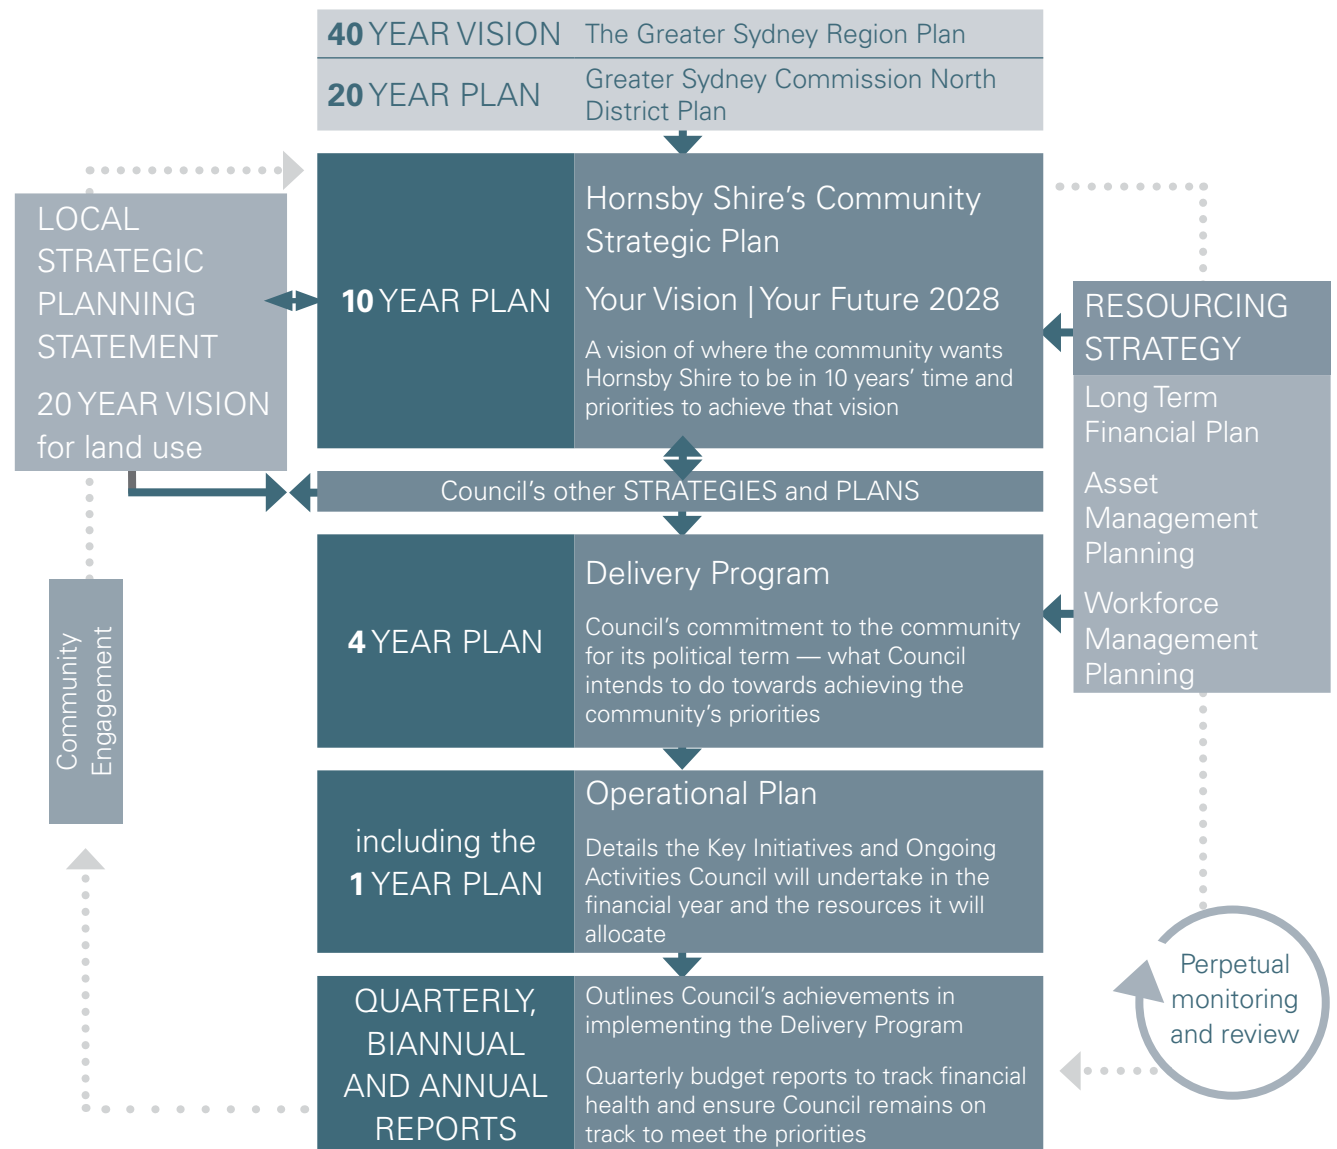 40 YEAR VISION
The Greater Sydney Region Plan
20 YEAR PLAN
Greater Sydney Commission North
District Plan
LOCAL
STRATEGIC
PLANNING
STATEMENT
20 YEAR VISION
for land use
10 YEAR PLAN
Hornsby Shire’s Community
Strategic Plan
Your Vision | Your Future 2028
A vision of where the community wants
Hornsby Shire to be in 10 years’ time and
priorities to achieve that vision
RESOURCING
STRATEGY
Long Term
Financial Plan
Asset
Management
Planning
Workforce
Management
Planning
Council’s other STRATEGIES and PLANS
4 YEAR PLAN
Delivery Program
Council’s commitment to the community
for its political term — what Council
intends to do towards achieving the
community’s priorities
Community
Engagement
including the
1 YEAR PLAN
Operational Plan
Details the Key Initiatives and Ongoing
Activities Council will undertake in the
financial year and the resources it will
allocate
QUARTERLY,
BIANNUAL
AND ANNUAL
REPORTS
Outlines Council’s achievements in
implementing the Delivery Program
Quarterly budget reports to track financial
health and ensure Council remains on
track to meet the priorities
Perpetual
monitoring
and review